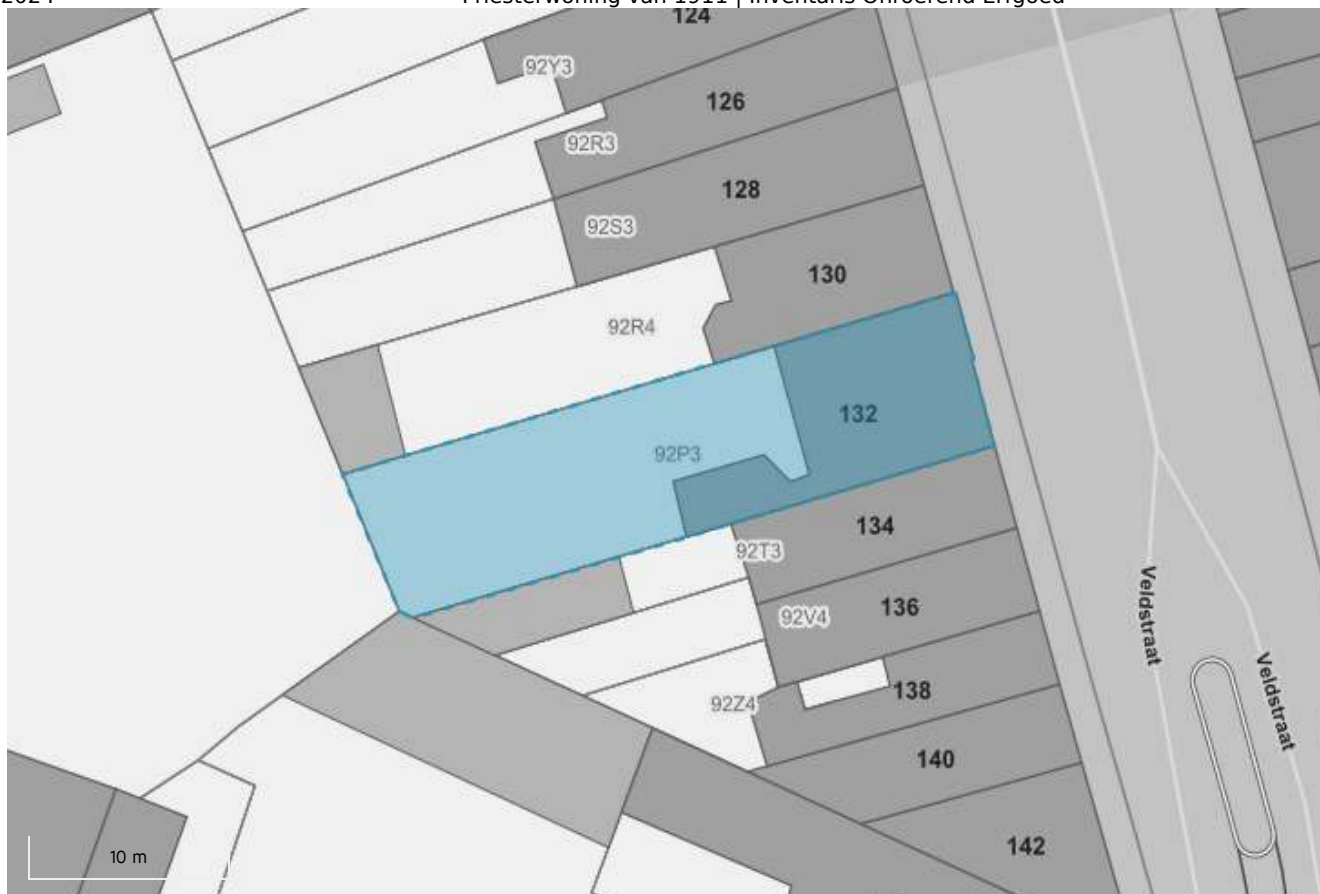 Priesterwoning van 1911 | Inventaris Onroerend Erfgoed
124
92Y3
126
92R3
128
92S3
130
92R4
132
92P3
134
92T3
136
92V4
Veldstraat
138
92Z4
Veldstraat
140
142
10 m